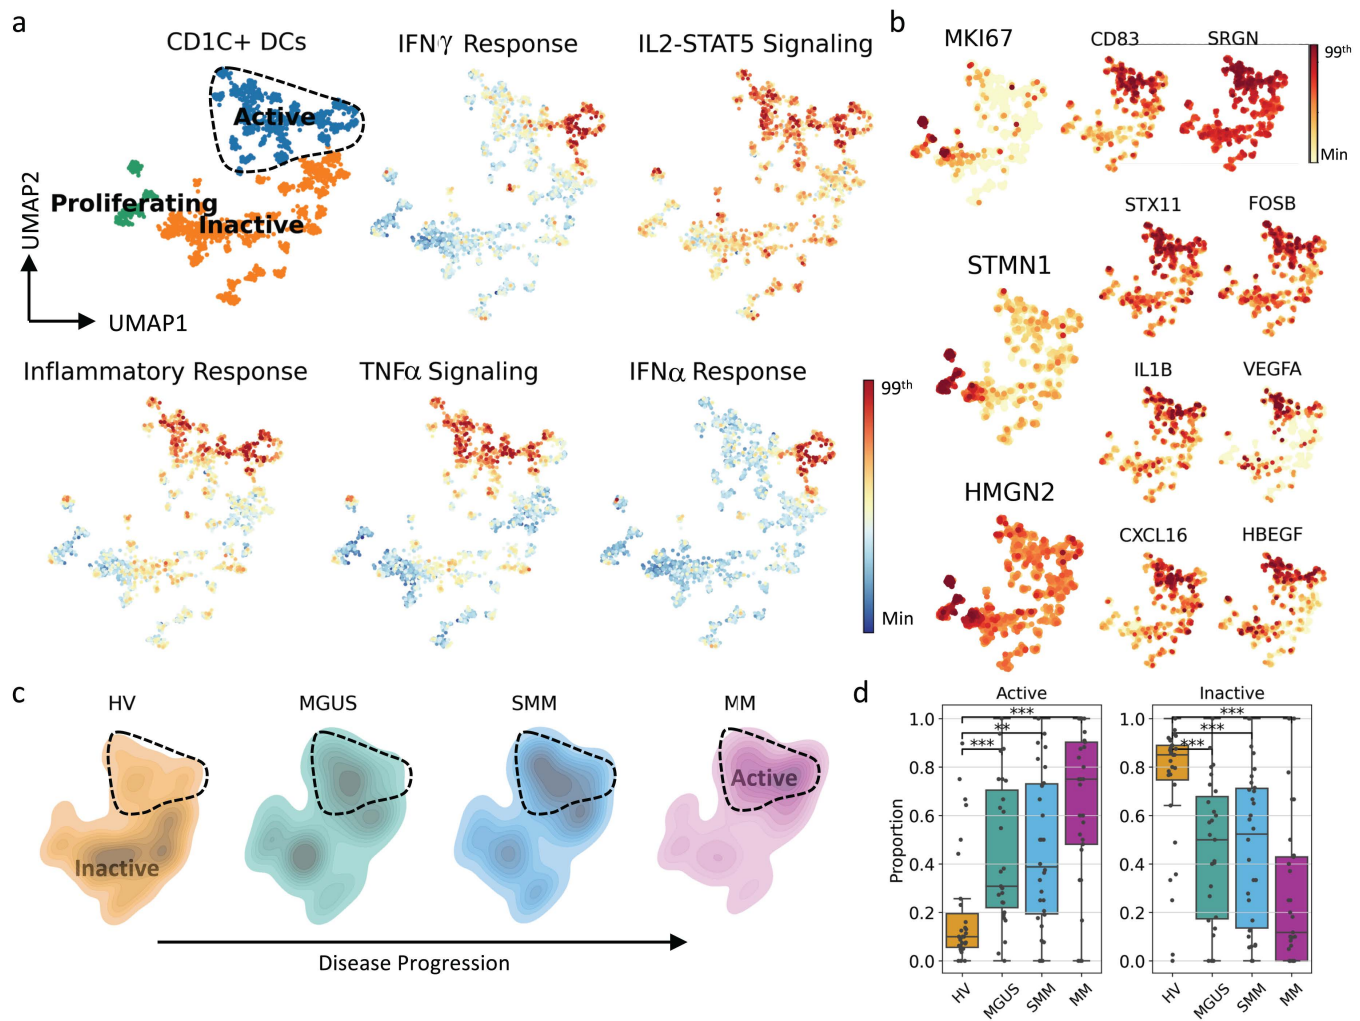 a
CD1C+ DCs
IFNγ Response
IL2-STAT5 Signaling
Active
Proliferating
Inactive
UMAP2
UMAP1
Inflammatory Response
TNFα Signaling
IFNα Response
99th
Min
b
MKI67
CD83
SRGN
99th
Min
STX11
FOSB
STMN1
IL1B
VEGFA
HMGN2
CXCL16
HBEGF
c
HV
MGUS
SMM
MM
Inactive
Active
Disease Progression
d
Active
Inactive
Proportion
1.0
0.8
0.6
0.4
0.2
0.0
***
**
***
HV
MGUS
SMM
MM
1.0
0.8
0.6
0.4
0.2
0.0
***
***
***
HV
MGUS
SMM
MM